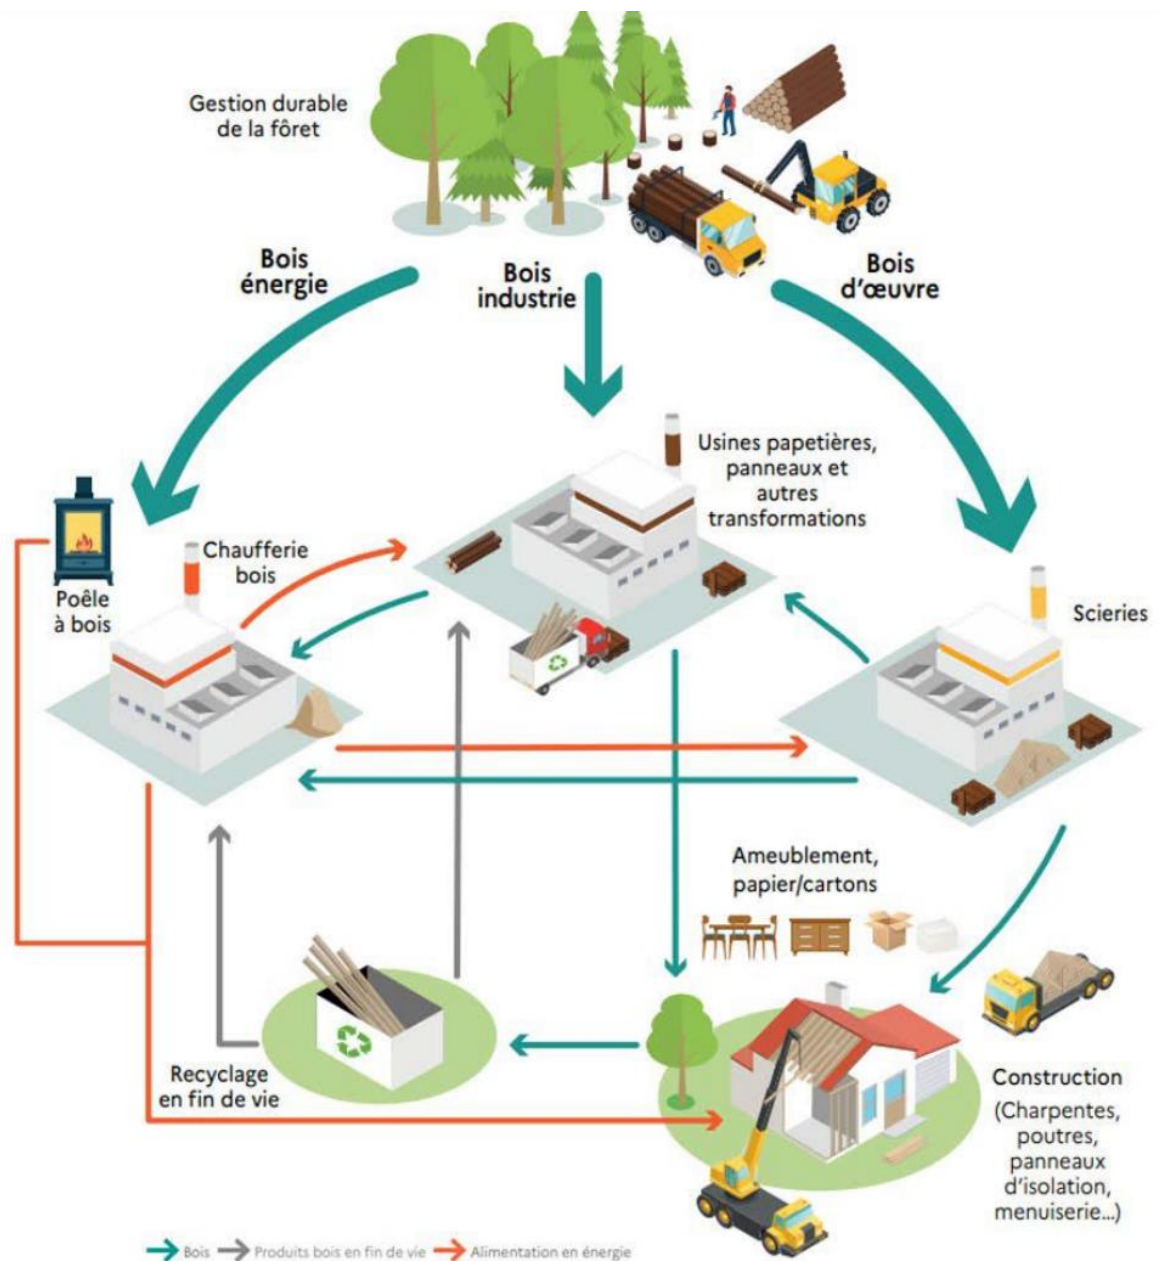 Gestion durable
de la fôret
Bois
énergie
Bois
industrie
Bois
d'œuvre
Usines papetières,
panneaux et
autres
transformations
Chaufferie
bois
Poêle
à bois
Scieries
Ameublement,
papier/cartons
Recyclage
en fin de vie
Construction
(Charpentes,
poutres,
panneaux
d'isolation,
menuiserie...)
Bois
Produits bois en fin de vie
Alimentation en énergie